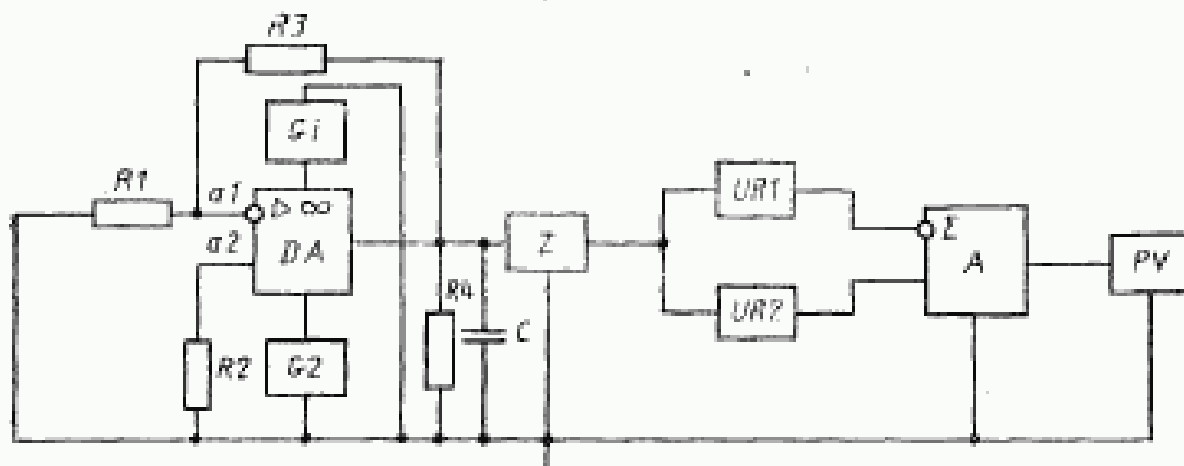 R3
G1
R1
a1
▷ ∞
a2
DA
R2
G2
R4
C
Z
UR1
UR2
Σ
A
PV